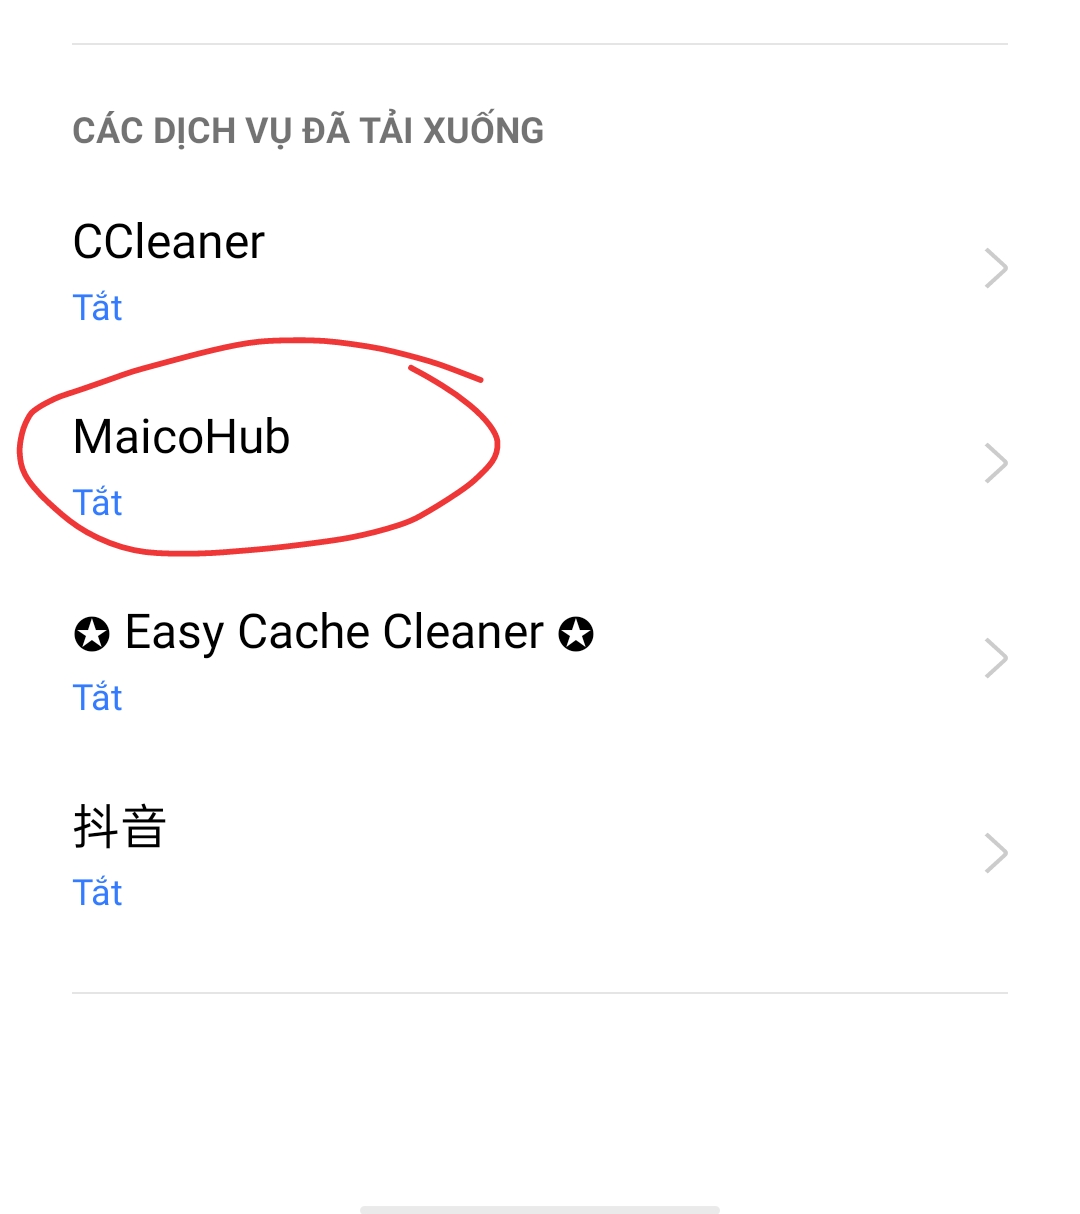 CÁC DỊCH VỤ ĐÃ TẢI XUỐNG
CCleaner
Tắt
MaicoHub
Tắt
✪ Easy Cache Cleaner ✪
Tắt
抖音
Tắt